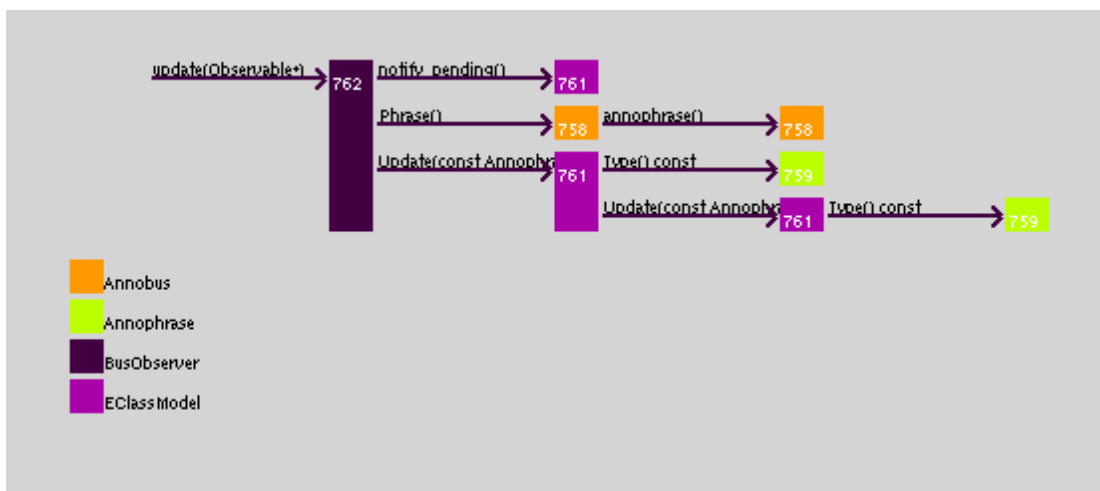 update(Observable*) 762 notify_pending() 761
Phrase() 758 annophrase() 758
Update(const Annophra 761 Type() const 759
Update(const Annophra 761 Type() const 759
Annobus
Annophrase
BusObserver
EClassModel